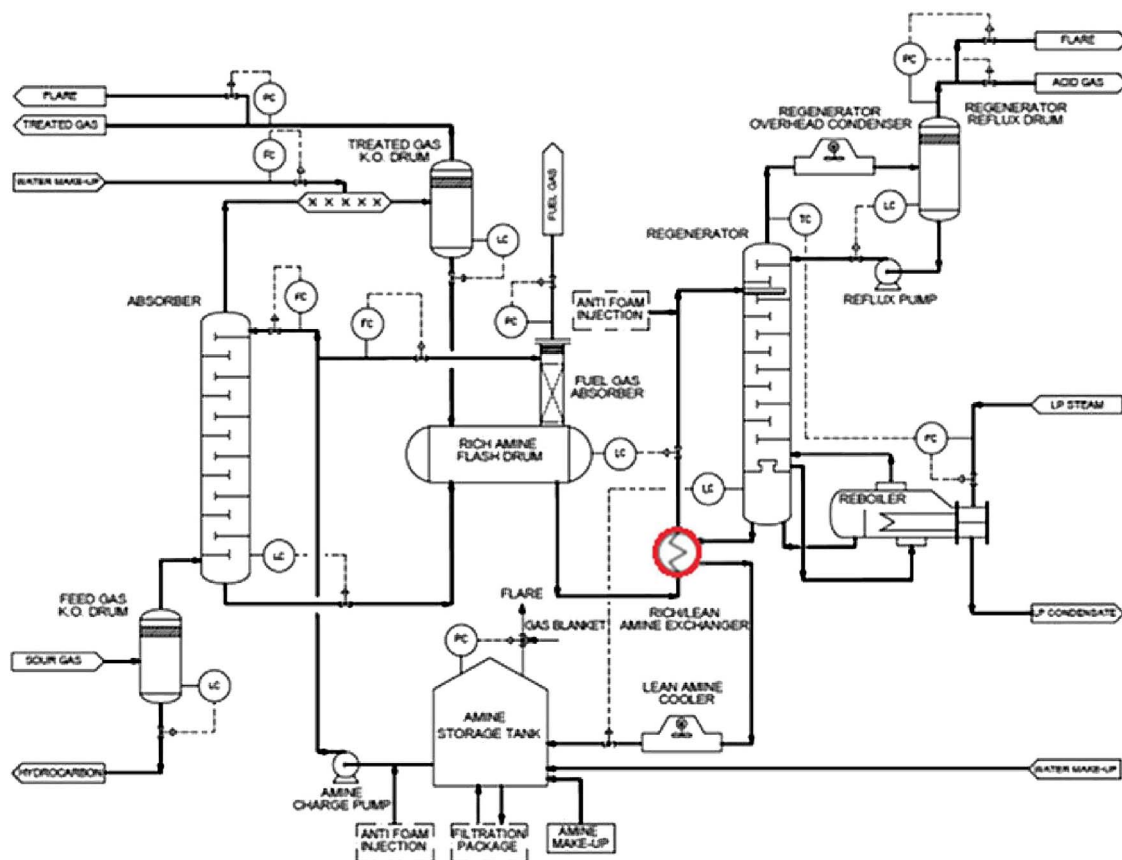 FLARE
PC
FLARE
ACID GAS
REGENERATOR
OVERHEAD CONDENSER
REGENERATOR
REFLUX DRUM
FLARE
PC
TREATED GAS
TREATED GAS
K.O. DRUM
FC
WATER MAKE-UP
FUEL GAS
LC
TC
LC
REGENERATOR
ABSORBER
FC
FC
PC
ANTI FOAM
INJECTION
REFLUX PUMP
FUEL GAS
ABSORBER
LP STEAM
RICH AMINE
FLASH DRUM
LC
FC
LC
REBOILER
LC
FEED GAS
K.O. DRUM
FLARE
GAS BLANKET
RICH/LEAN
AMINE EXCHANGER
LP CONDENSATE
PC
SOUR GAS
LC
LEAN AMINE
COOLER
AMINE
STORAGE TANK
HYDROCARBON
WATER MAKE-UP
AMINE
CHARGE PUMP
ANTI FOAM
INJECTION
FILTRATION
PACKAGE
AMINE
MAKE-UP